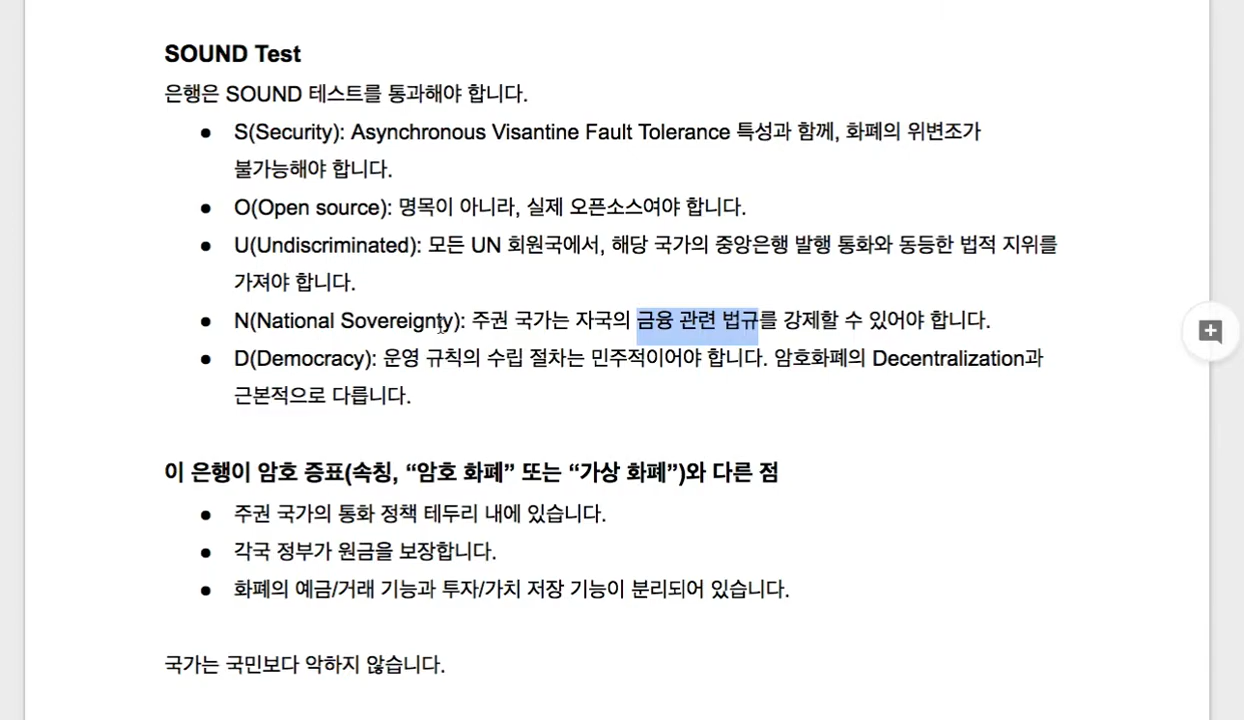 SOUND Test
은행은 SOUND 테스트를 통과해야 합니다.
● S(Security): Asynchronous Visantine Fault Tolerance 특성과 함께, 화폐의 위변조가
불가능해야 합니다.
● O(Open source): 명목이 아니라, 실제 오픈소스여야 합니다.
● U(Undiscriminated): 모든 UN 회원국에서, 해당 국가의 중앙은행 발행 통화와 동등한 법적 지위를
가져야 합니다.
● N(National Sovereignty): 주권 국가는 자국의 금융 관련 법규를 강제할 수 있어야 합니다.
● D(Democracy): 운영 규칙의 수립 절차는 민주적이어야 합니다. 암호화폐의 Decentralization과
근본적으로 다릅니다.
이 은행이 암호 증표(속칭, “암호 화폐” 또는 “가상 화폐”)와 다른 점
● 주권 국가의 통화 정책 테두리 내에 있습니다.
● 각국 정부가 원금을 보장합니다.
● 화폐의 예금/거래 기능과 투자/가치 저장 기능이 분리되어 있습니다.
국가는 국민보다 악하지 않습니다.